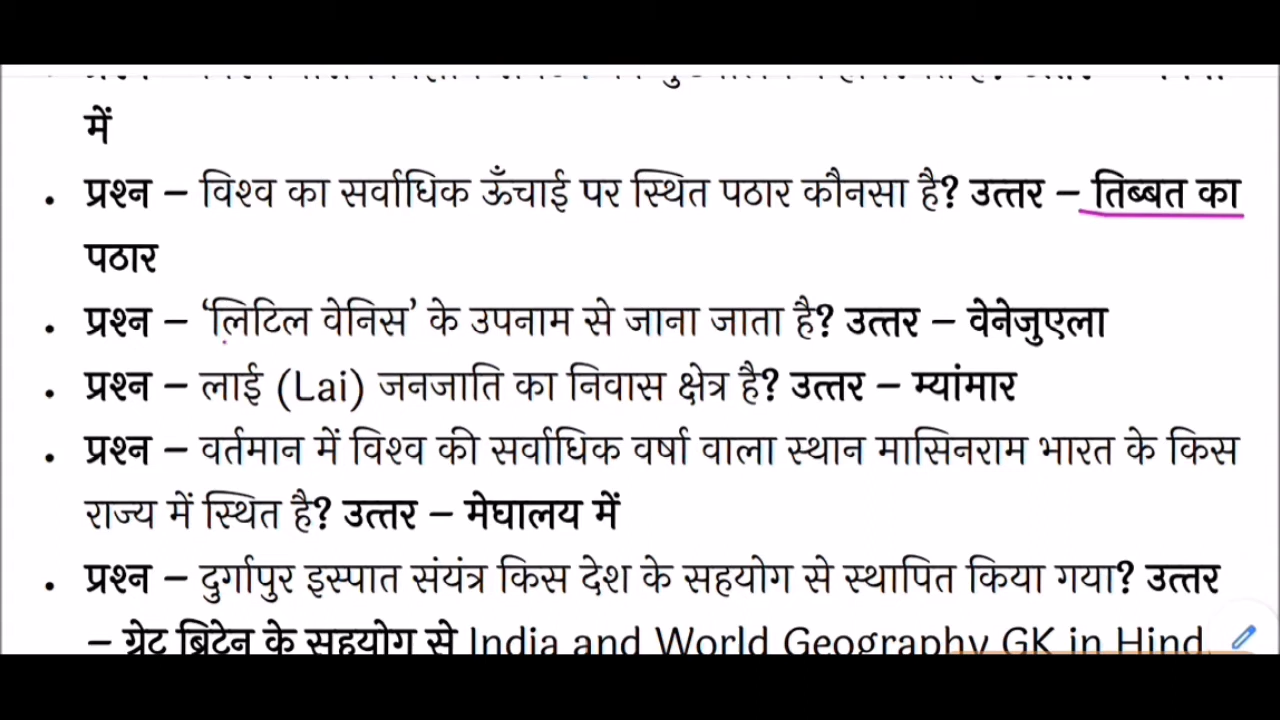 में
• प्रश्न – विश्व का सर्वाधिक ऊँचाई पर स्थित पठार कौनसा है? उत्तर – तिब्बत का
पठार
• प्रश्न – ‘लिटिल वेनिस’ के उपनाम से जाना जाता है? उत्तर – वेनेजुएला
• प्रश्न – लाई (Lai) जनजाति का निवास क्षेत्र है? उत्तर – म्यांमार
• प्रश्न – वर्तमान में विश्व की सर्वाधिक वर्षा वाला स्थान मासिनराम भारत के किस
राज्य में स्थित है? उत्तर – मेघालय में
• प्रश्न – दुर्गापुर इस्पात संयंत्र किस देश के सहयोग से स्थापित किया गया? उत्तर
– ग्रेट ब्रिटेन के सहयोग से India and World Geography GK in Hind